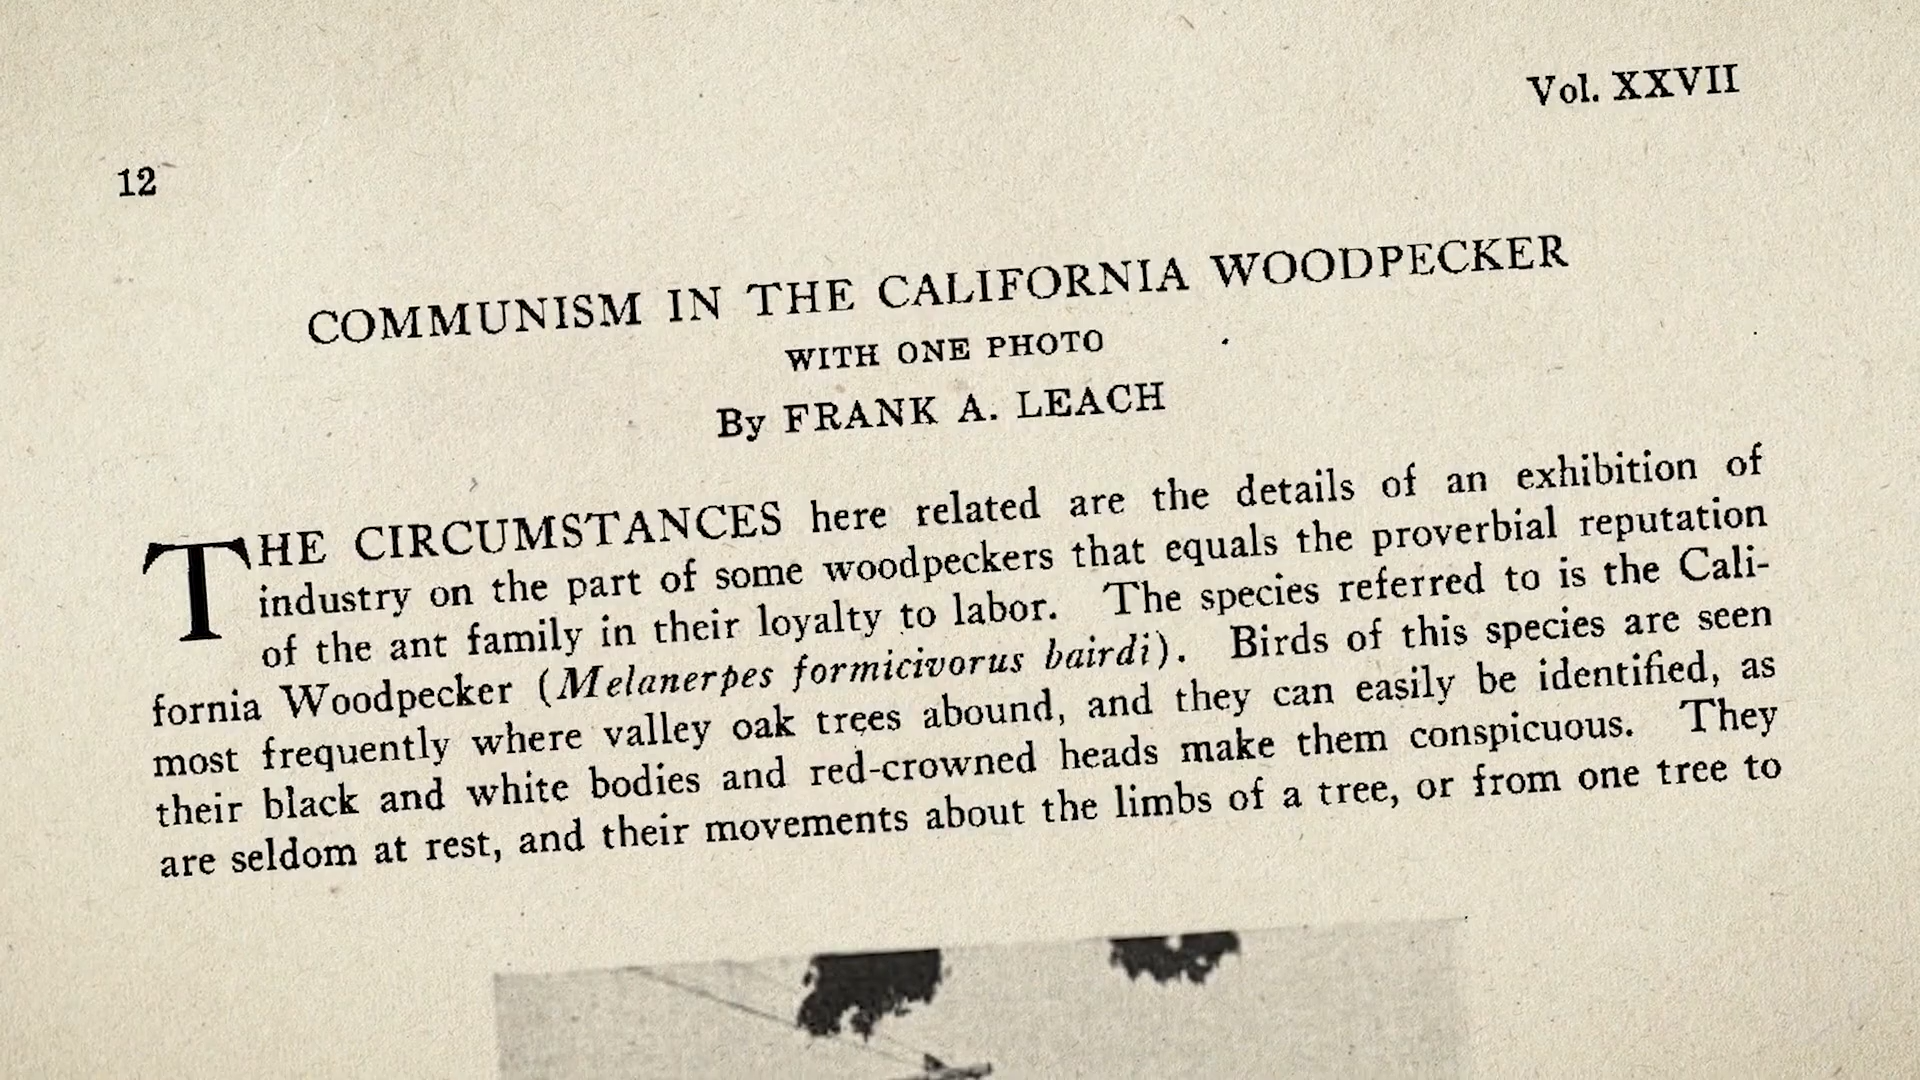 Vol. XXVII
12
COMMUNISM IN THE CALIFORNIA WOODPECKER
WITH ONE PHOTO
By FRANK A. LEACH
THE CIRCUMSTANCES here related are the details of an exhibition of
industry on the part of some woodpeckers that equals the proverbial reputation
of the ant family in their loyalty to labor. The species referred to is the Cali-
fornia Woodpecker (Melanerpes formicivorus bairdi). Birds of this species are seen
most frequently where valley oak trees abound, and they can easily be identified, as
their black and white bodies and red-crowned heads make them conspicuous. They
are seldom at rest, and their movements about the limbs of a tree, or from one tree to